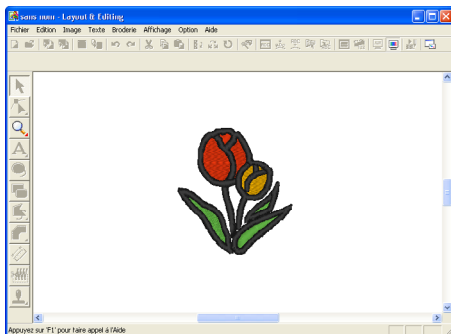 sans nom - Layout & Editing
Fichier Edition Image Texte Broderie Affichage Option Aide
A
Appuyez sur 'F1' pour faire appel à l'Aide